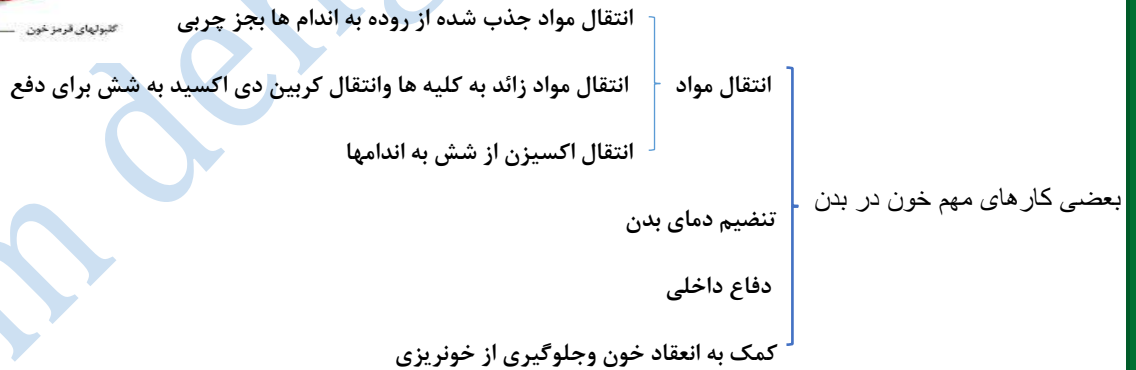 گلبولهای قرمز خون
انتقال مواد جذب شده از روده به اندام ها بجز چربی
انتقال مواد
انتقال مواد زائد به کلیه ها وانتقال کربین دی اکسید به شش برای دفع
انتقال اکسیزن از شش به اندامها
بعضی کارهای مهم خون در بدن
تنضیم دمای بدن
دفاع داخلی
کمک به انعقاد خون وجلوگیری از خونریزی